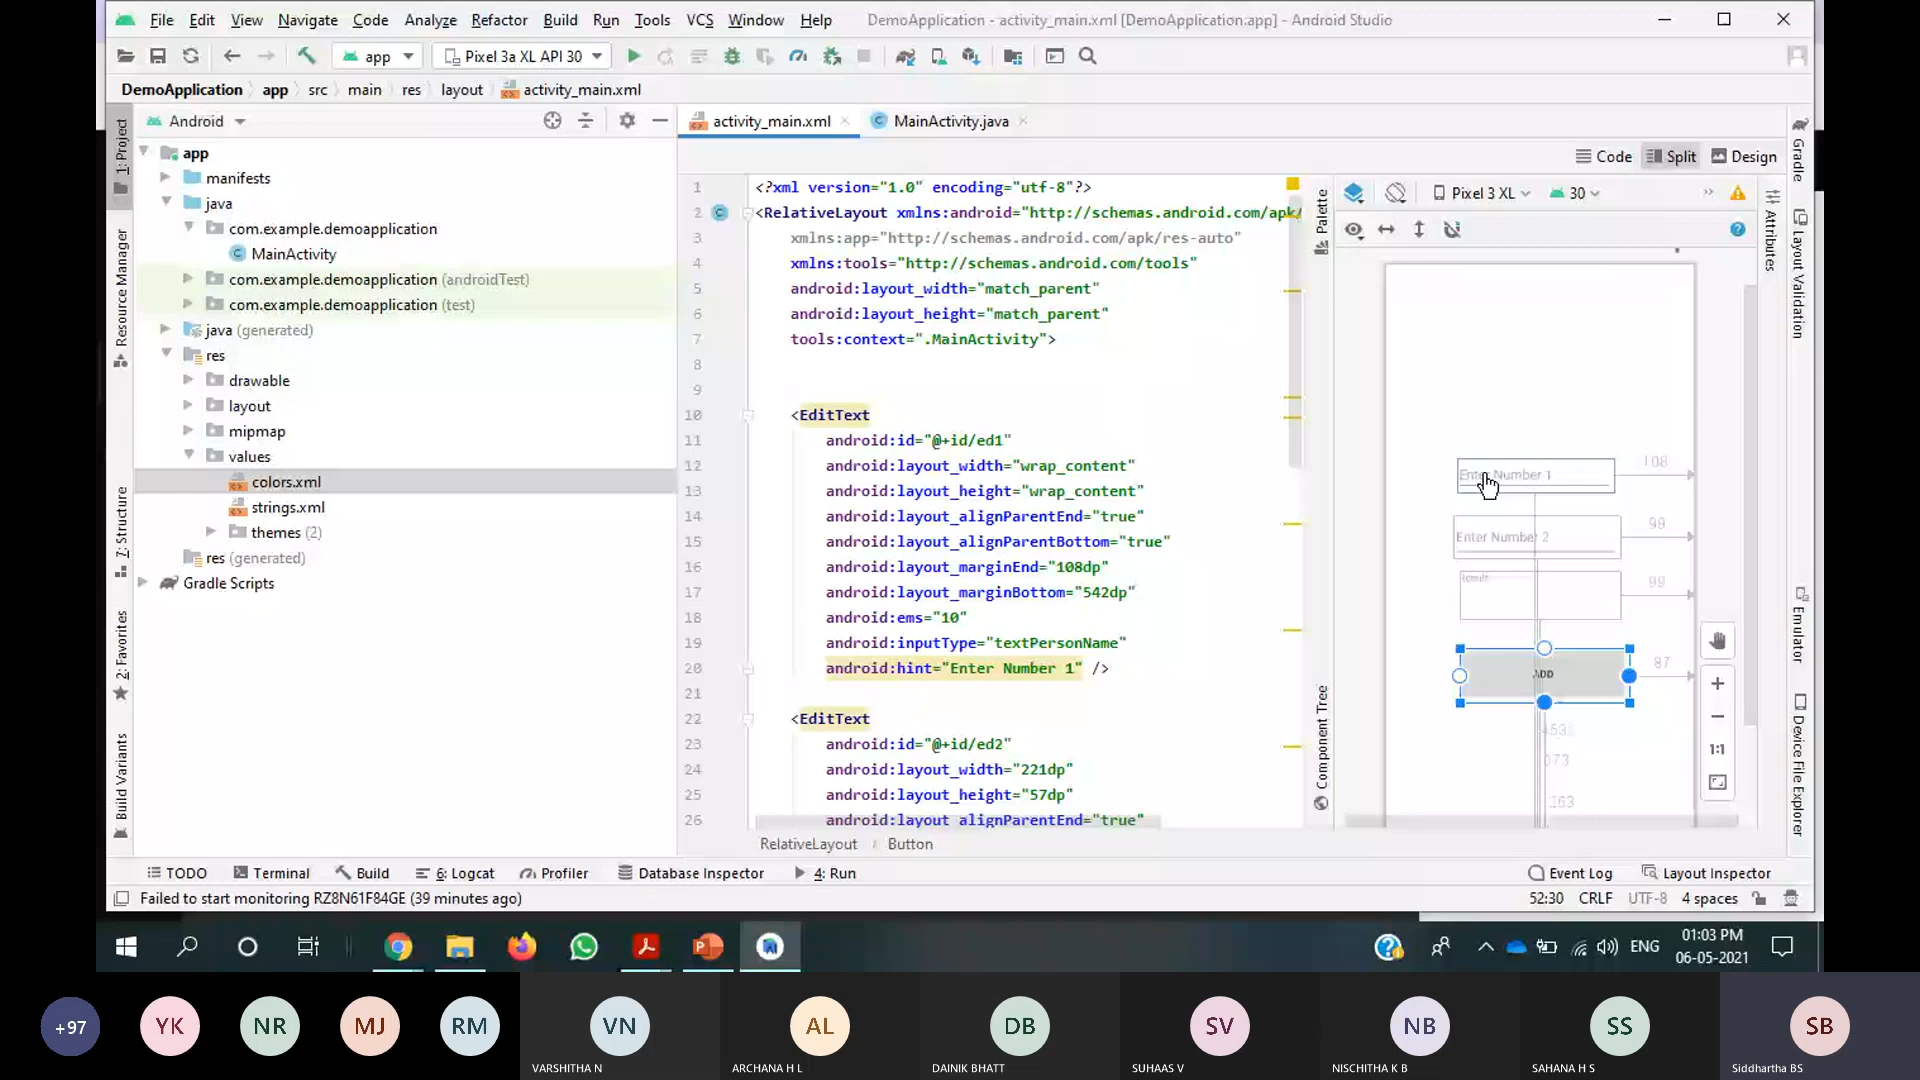 File Edit View Navigate Code Analyze Refactor Build Run Tools VCS Window Help DemoApplication - activity_main.xml [DemoApplication.app] - Android Studio
app Pixel 3a XL API 30
DemoApplication app src main res layout activity_main.xml
Android
activity_main.xml MainActivity.java
Code Split Design
1: Project
Resource Manager
7: Structure
2: Favorites
Build Variants
app
manifests
java
com.example.demoapplication
MainActivity
com.example.demoapplication (androidTest)
com.example.demoapplication (test)
java (generated)
res
drawable
layout
mipmap
values
colors.xml
strings.xml
themes (2)
res (generated)
Gradle Scripts
1 <?xml version="1.0" encoding="utf-8"?>
2 <RelativeLayout xmlns:android="http://schemas.android.com/apk/
3 xmlns:app="http://schemas.android.com/apk/res-auto"
4 xmlns:tools="http://schemas.android.com/tools"
5 android:layout_width="match_parent"
6 android:layout_height="match_parent"
7 tools:context=".MainActivity">
8
9
10 <EditText
11 android:id="@+id/ed1"
12 android:layout_width="wrap_content"
13 android:layout_height="wrap_content"
14 android:layout_alignParentEnd="true"
15 android:layout_alignParentBottom="true"
16 android:layout_marginEnd="108dp"
17 android:layout_marginBottom="542dp"
18 android:ems="10"
19 android:inputType="textPersonName"
20 android:hint="Enter Number 1" />
21
22 <EditText
23 android:id="@+id/ed2"
24 android:layout_width="221dp"
25 android:layout_height="57dp"
26 android:layout_alignParentEnd="true"
RelativeLayout Button
Palette
Component Tree
Pixel 3 XL 30
Enter Number 1 108
Enter Number 2 99
Result 99
ADD 87
453
163
1:1
Attributes
Gradle
Layout Validation
Emulator
Device File Explorer
TODO Terminal Build 6: Logcat Profiler Database Inspector 4: Run Event Log Layout Inspector
Failed to start monitoring RZ8N61F84GE (39 minutes ago) 52:30 CRLF UTF-8 4 spaces
ENG 01:03 PM
06-05-2021
+97 YK NR MJ RM VN AL DB SV NB SS SB
VARSHITHA N ARCHANA H L DAINIK BHATT SUHAAS V NISCHITHA K B SAHANA H S Siddhartha BS